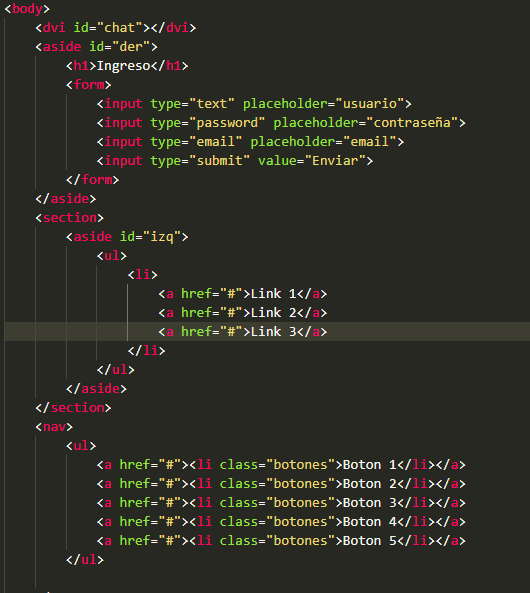 <body>
<dvi id="chat"></dvi>
<aside id="der">
<h1>Ingreso</h1>
<form>
<input type="text" placeholder="usuario">
<input type="password" placeholder="contraseña">
<input type="email" placeholder="email">
<input type="submit" value="Enviar">
</form>
</aside>
<section>
<aside id="izq">
<ul>
<li>
<a href="#">Link 1</a>
<a href="#">Link 2</a>
<a href="#">Link 3</a>
</li>
</ul>
</aside>
</section>
<nav>
<ul>
<a href="#"><li class="botones">Boton 1</li></a>
<a href="#"><li class="botones">Boton 2</li></a>
<a href="#"><li class="botones">Boton 3</li></a>
<a href="#"><li class="botones">Boton 4</li></a>
<a href="#"><li class="botones">Boton 5</li></a>
</ul>